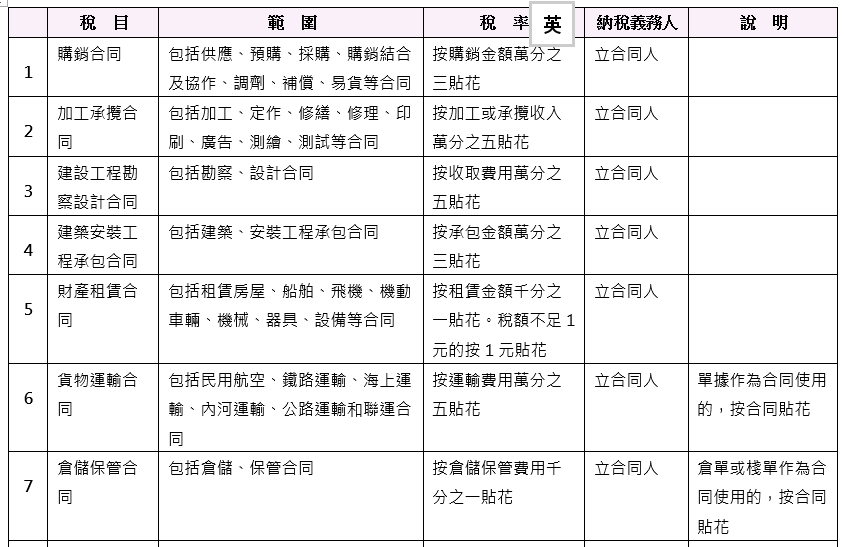 稅 目 範 圍 稅 率 英 納稅義務人 說 明
1
購銷合同
包括供應、預購、採購、購銷結合
及協作、調劑、補償、易貨等合同
按購銷金額萬分之
三貼花
立合同人
2
加工承攬合
同
包括加工、定作、修繕、修理、印
刷、廣告、測繪、測試等合同
按加工或承攬收入
萬分之五貼花
立合同人
3
建設工程勘
察設計合同
包括勘察、設計合同
按收取費用萬分之
五貼花
立合同人
4
建築安裝工
程承包合同
包括建築、安裝工程承包合同
按承包金額萬分之
三貼花
立合同人
5
財產租賃合
同
包括租賃房屋、船舶、飛機、機動
車輛、機械、器具、設備等合同
按租賃金額千分之
一貼花。稅額不足 1
元的按 1 元貼花
立合同人
6
貨物運輸合
同
包括民用航空、鐵路運輸、海上運
輸、內河運輸、公路運輸和聯運合
同
按運輸費用萬分之
五貼花
立合同人
單據作為合同使用
的，按合同貼花
7
倉儲保管合
同
包括倉儲、保管合同
按倉儲保管費用千
分之一貼花
立合同人
倉單或棧單作為合
同使用的，按合同
貼花